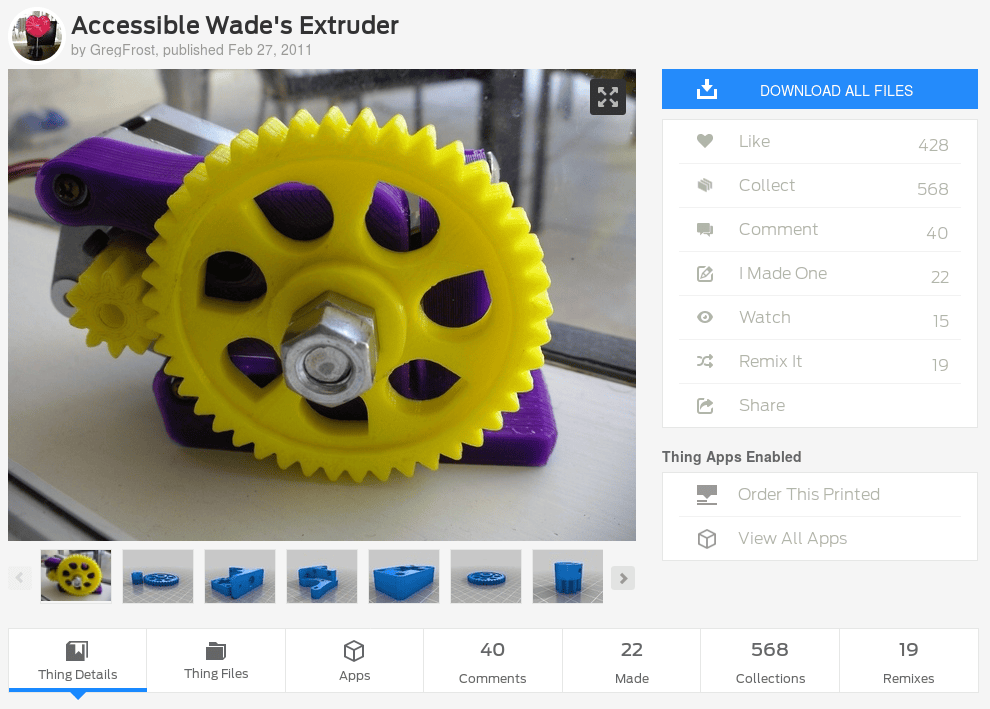 Accessible Wade's Extruder
by GregFrost, published Feb 27, 2011
DOWNLOAD ALL FILES
Like 428
Collect 568
Comment 40
I Made One 22
Watch 15
Remix It 19
Share
Thing Apps Enabled
Order This Printed
View All Apps
Thing Details
Thing Files
Apps
40 Comments
22 Made
568 Collections
19 Remixes